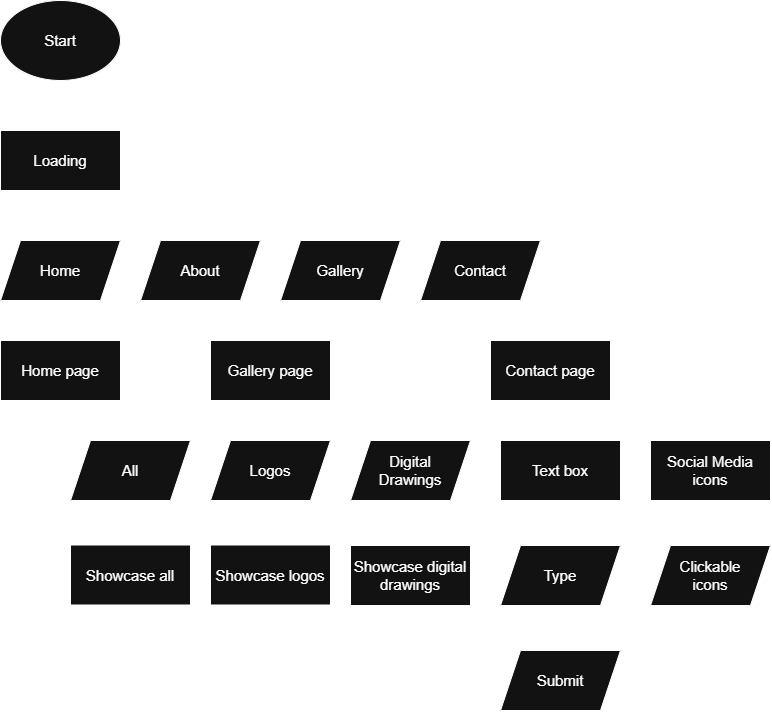 Start
Loading
Home
About
Gallery
Contact
Home page
Gallery page
Contact page
All
Logos
Digital
Drawings
Text box
Social Media
icons
Showcase all
Showcase logos
Showcase digital
drawings
Type
Clickable
icons
Submit